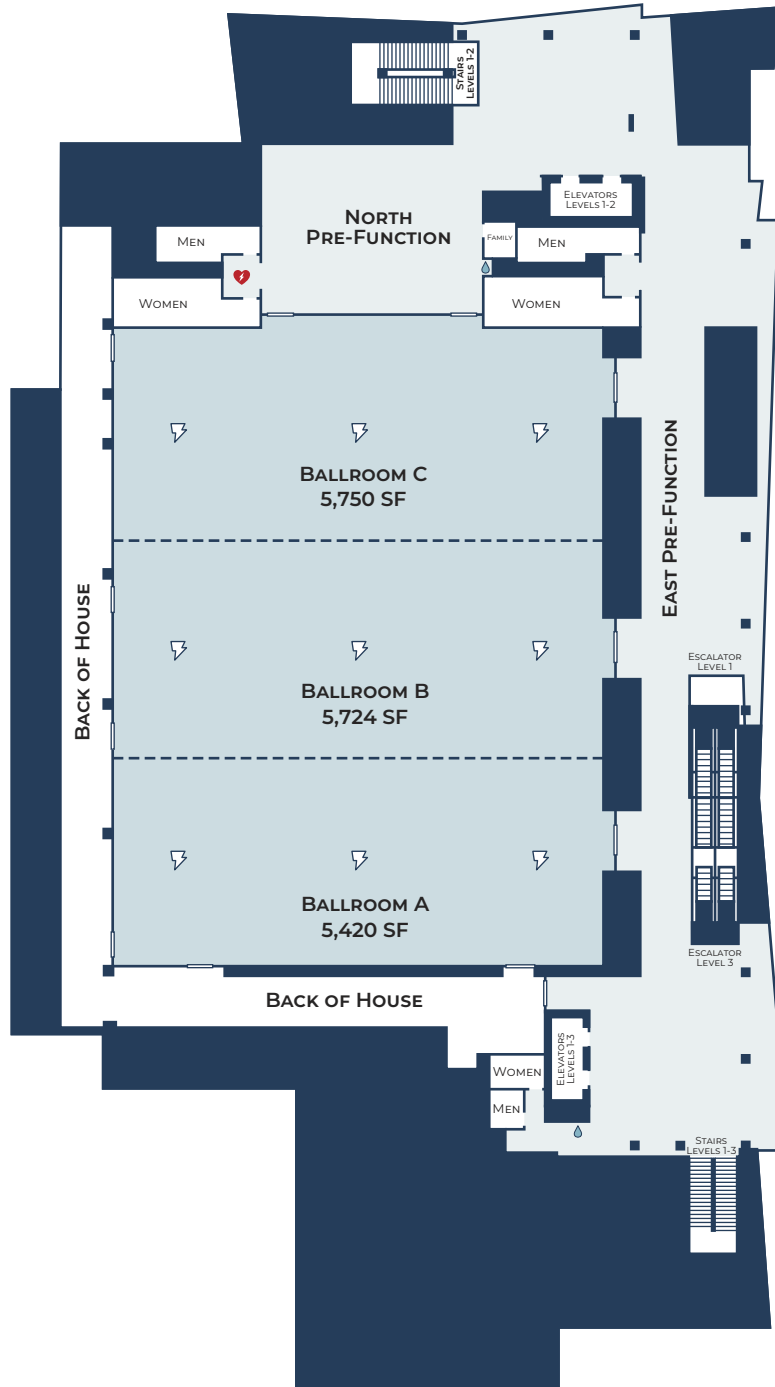 Stairs
Levels 1-2
Elevators
Levels 1-2
North
Pre-Function
Men
Family
Men
Women
Women
Ballroom C
5,750 SF
East Pre-Function
Back of House
Ballroom B
5,724 SF
Escalator
Level 1
Ballroom A
5,420 SF
Escalator
Level 3
Back of House
Elevators
Levels 1-3
Women
Men
Stairs
Levels 1-3